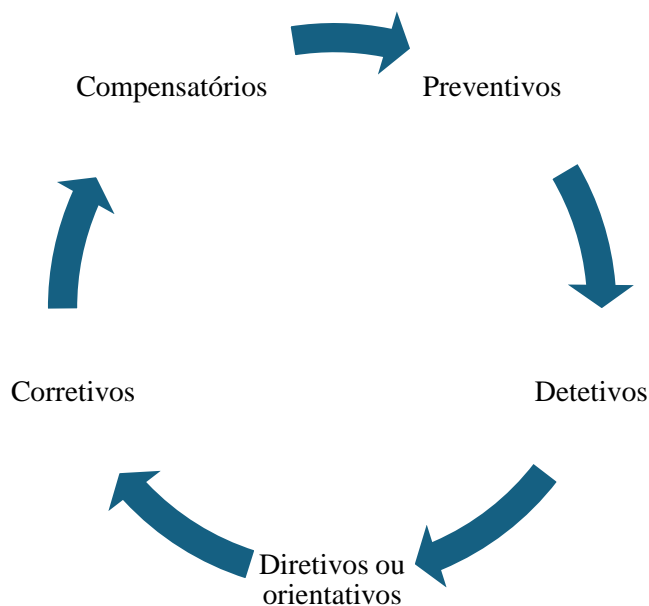 Compensatórios
Preventivos
Detetivos
Diretivos ou
orientativos
Corretivos